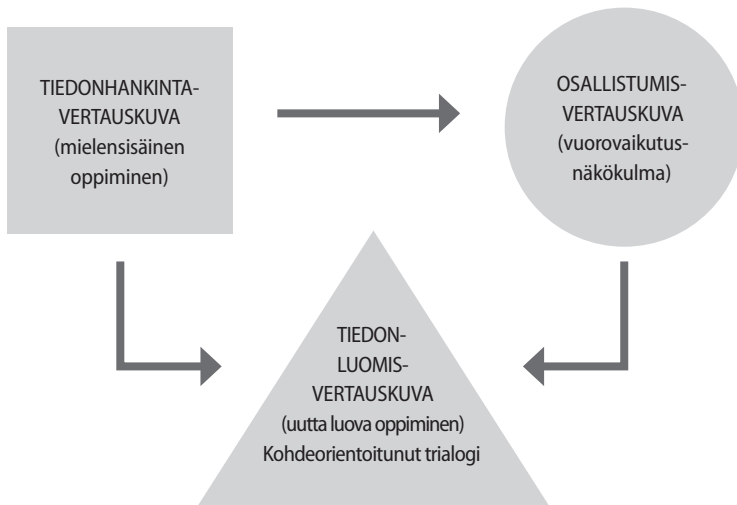 TIEDONHANKINTA-
VERTAUSKUVA
(mielensisäinen
oppiminen)
OSALLISTUMIS-
VERTAUSKUVA
(vuorovaikutus-
näkökulma)
TIEDON-
LUOMIS-
VERTAUSKUVA
(uutta luova oppiminen)
Kohdeorientoitunut trialogi